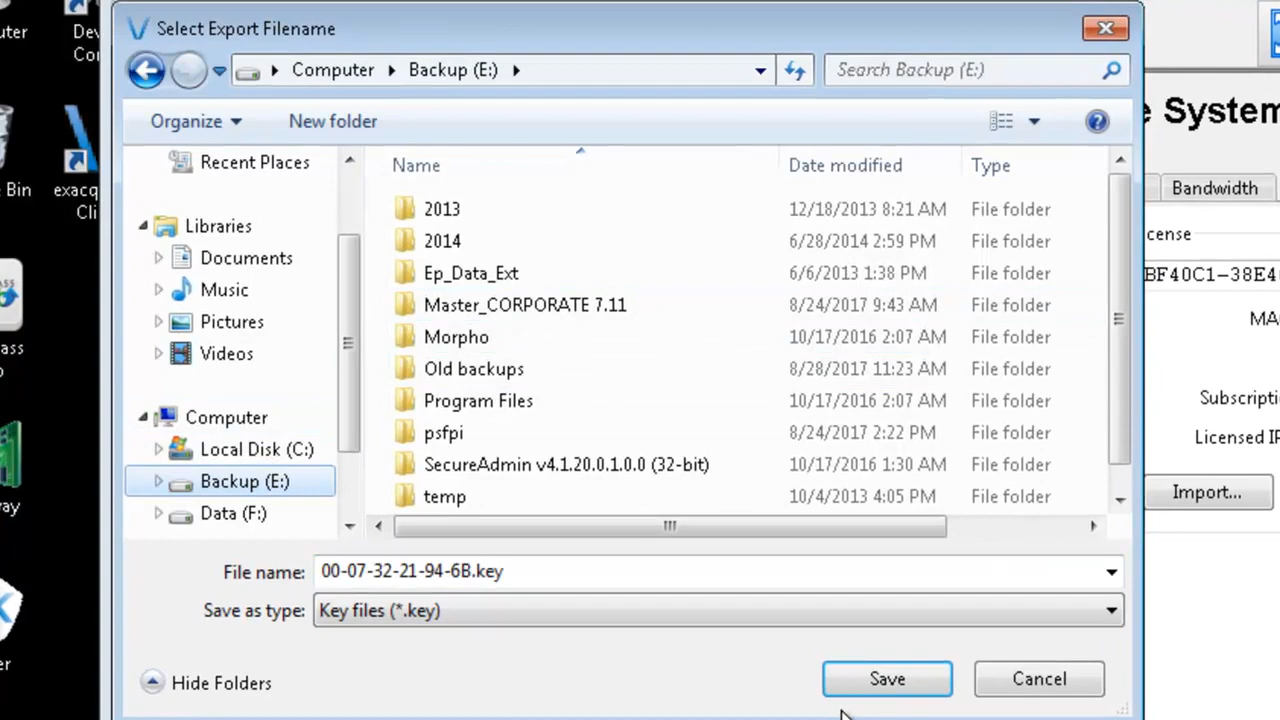 Select Export Filename
Computer
Backup (E:)
Search Backup (E:)
Organize
New folder
Recent Places
Libraries
Documents
Music
Pictures
Videos
Computer
Local Disk (C:)
Backup (E:)
Data (F:)
Name Date modified Type
2013 12/18/2013 8:21 AM File folder
2014 6/28/2014 2:59 PM File folder
Ep_Data_Ext 6/6/2013 1:38 PM File folder
Master_CORPORATE 7.11 8/24/2017 9:43 AM File folder
Morpho 10/17/2016 2:07 AM File folder
Old backups 8/28/2017 11:23 AM File folder
Program Files 10/17/2016 2:07 AM File folder
psfpi 8/24/2017 2:22 PM File folder
SecureAdmin v4.1.20.0.1.0.0 (32-bit) 10/17/2016 1:30 AM File folder
temp 10/4/2013 4:05 PM File folder
File name: 00-07-32-21-94-6B.key
Save as type: Key files (*.key)
Hide Folders
Save
Cancel
uter
Dev
Con
e Bin
exacq
Cli
ass
o
way
er
e System
Bandwidth
cense
BF40C1-38E4
MA
Subscripti
Licensed IP
Import...